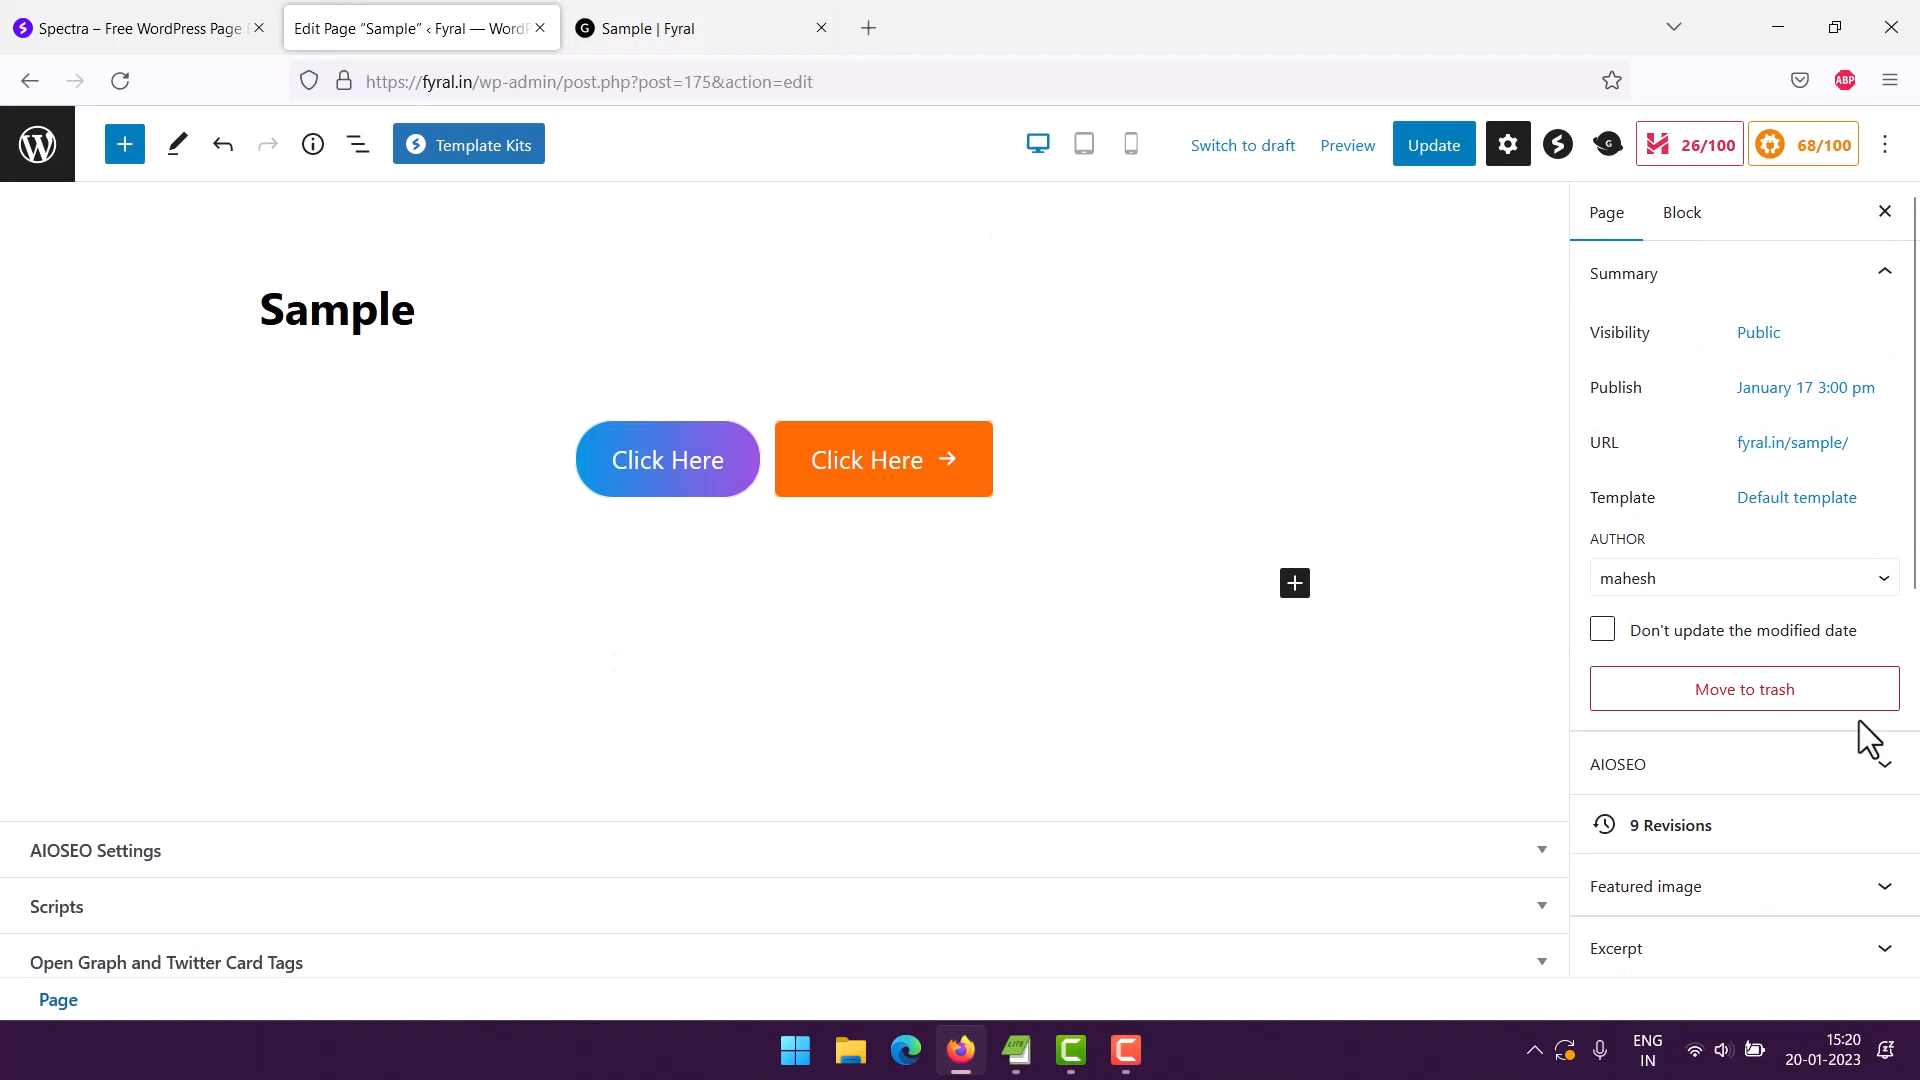 Spectra – Free WordPress Page
Edit Page “Sample” ‹ Fyral — WordP
Sample | Fyral
https://fyral.in/wp-admin/post.php?post=175&action=edit
ABP
Template Kits
Switch to draft
Preview
Update
26/100
68/100
Page
Block
Summary
Visibility
Public
Publish
January 17 3:00 pm
URL
fyral.in/sample/
Template
Default template
AUTHOR
mahesh
Don't update the modified date
Move to trash
AIOSEO
9 Revisions
Featured image
Excerpt
Sample
Click Here
Click Here
AIOSEO Settings
Scripts
Open Graph and Twitter Card Tags
Page
LITE
ENG
IN
15:20
20-01-2023